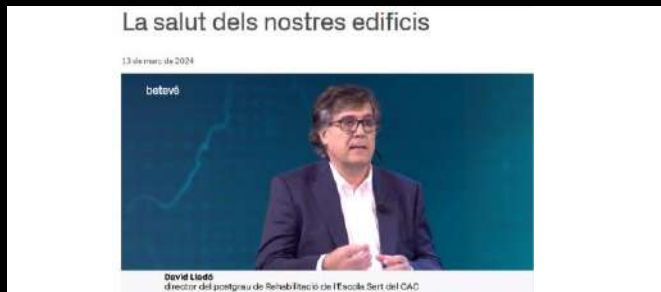 La salut dels nostres edificis
13 de març de 2024
betevé
David Lladó
director del postgrau de Rehabilitació de l'Escola Sert del CAC